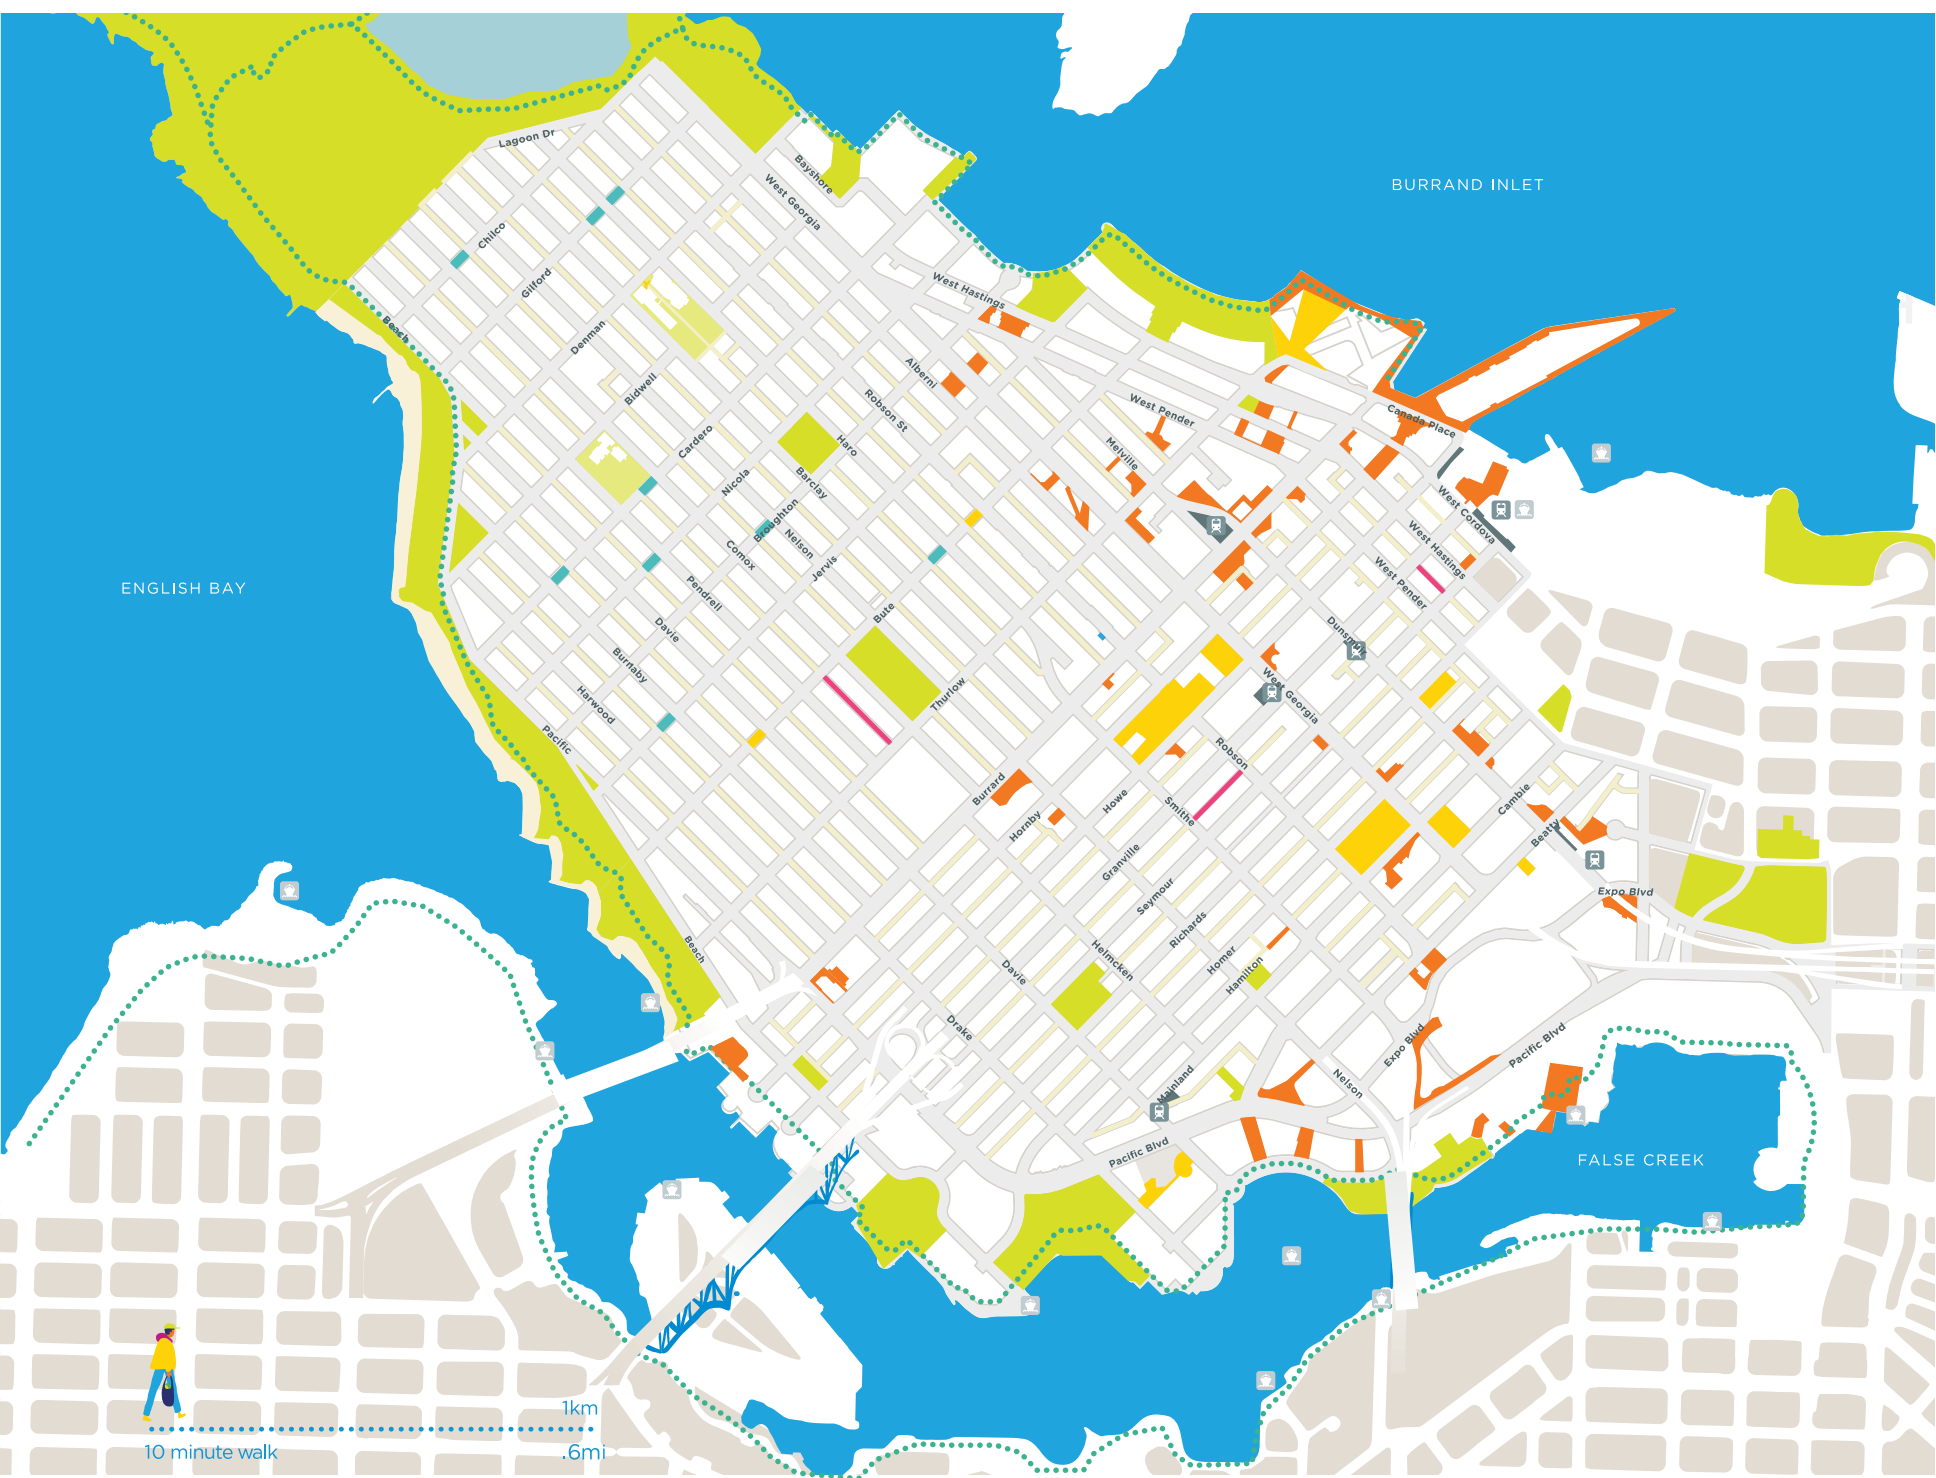 Lagoon Dr
Bayshore
West Georgia
BURRAND INLET
Chilco
Gilford
West Hastings
Beach
Denman
Alberni
Bidwell
Robson St
West Pender
Canada Place
Cardero
Haro
Melville
Nicola
Barclay
West Cordova
Broughton
Nelson
West Hastings
Comox
Jervis
West Pender
ENGLISH BAY
Pendrell
Bute
Davie
Dunsmuir
Burnaby
Thurlow
Harwood
West Georgia
Pacific
Robson
Burrard
Howe
Smithe
Cambie
Hornby
Beatty
Granville
Expo Blvd
Seymour
Richards
Beach
Helmcken
Homer
Davie
Hamilton
Drake
Expo Blvd
Pacific Blvd
Mainland
Nelson
Pacific Blvd
FALSE CREEK
1km
10 minute walk
.6mi